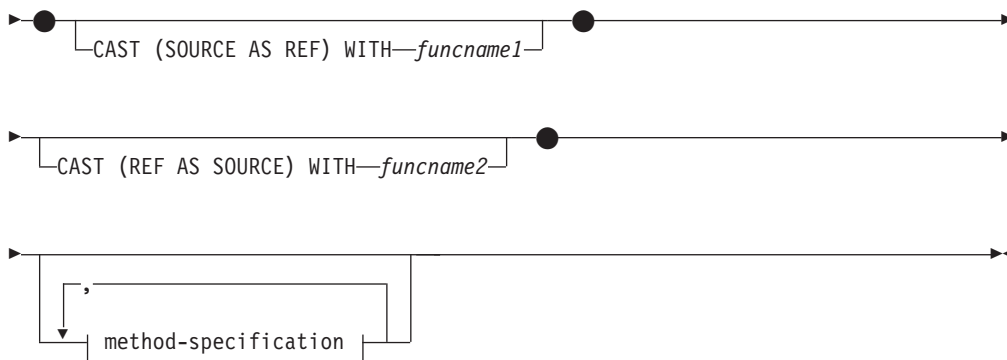 CAST (SOURCE AS REF) WITH funcname1
CAST (REF AS SOURCE) WITH funcname2
,
method-specification